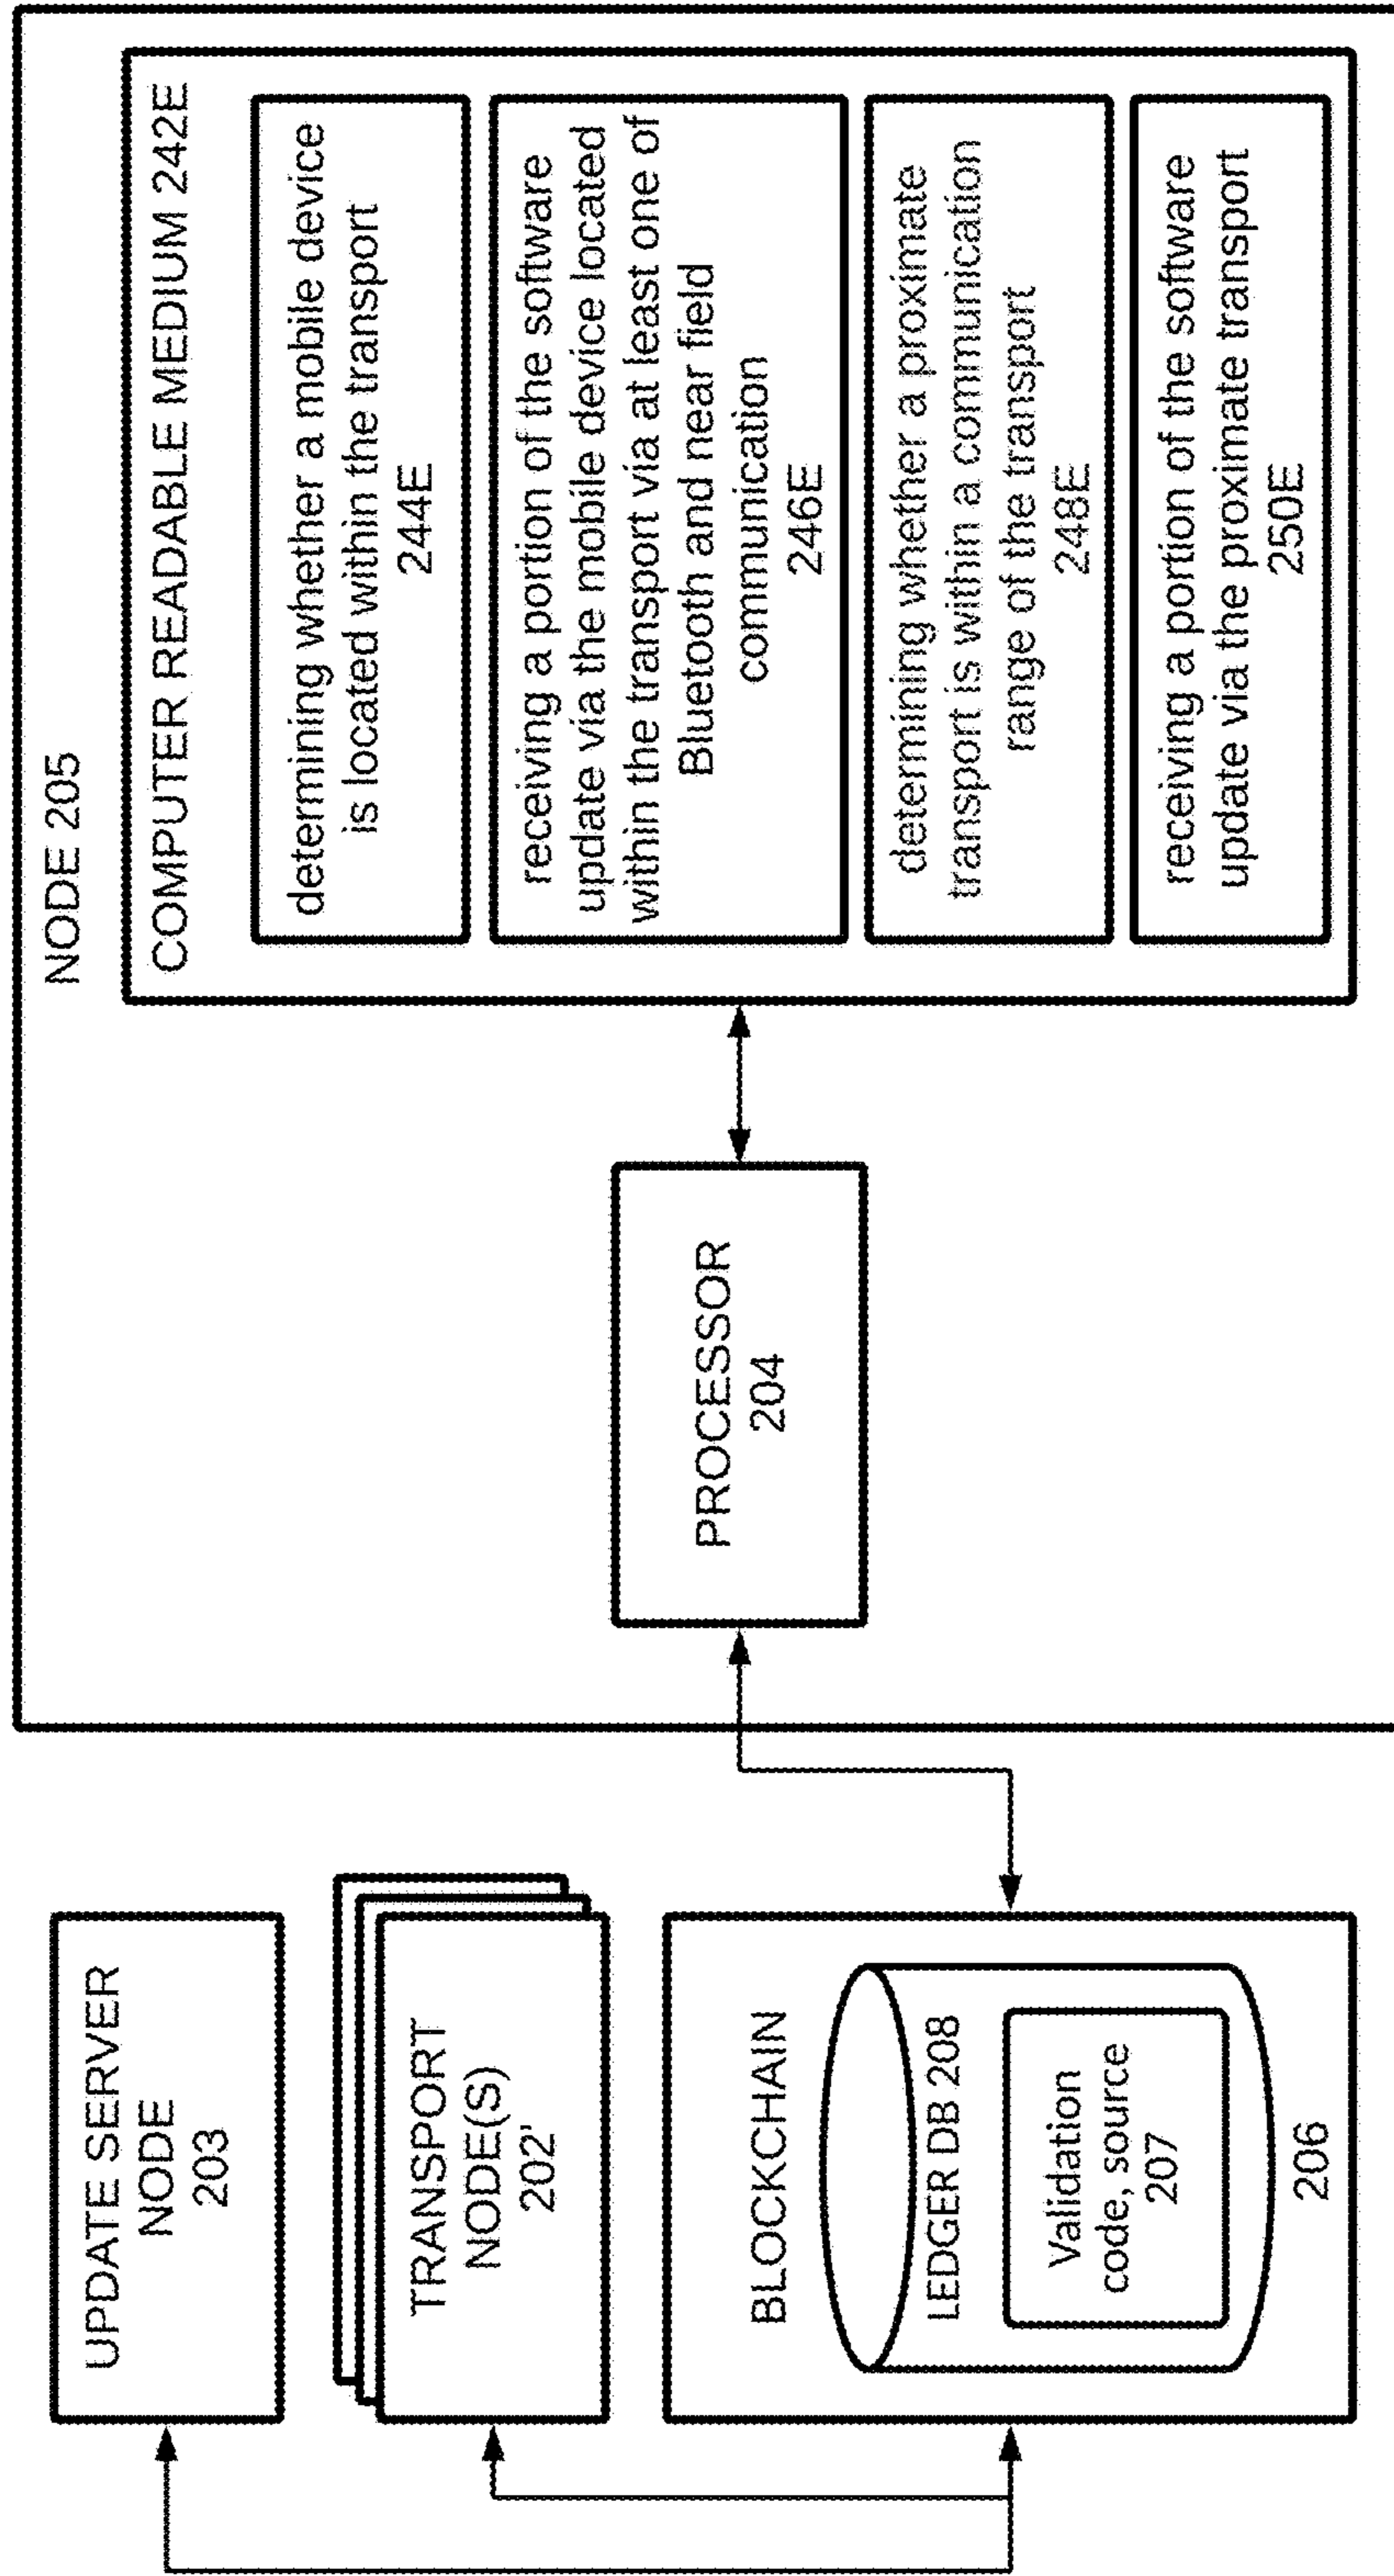 UPDATE SERVER
NODE
203
TRANSPORT
NODE(S)
202'
BLOCKCHAIN
LEDGER DB 208
Validation
code, source
207
206
PROCESSOR
204
NODE 205
COMPUTER READABLE MEDIUM 242E
determining whether a mobile device
is located within the transport
244E
receiving a portion of the software
update via the mobile device located
within the transport via at least one of
Bluetooth and near field
communication
246E
determining whether a proximate
transport is within a communication
range of the transport
248E
receiving a portion of the software
update via the proximate transport
250E